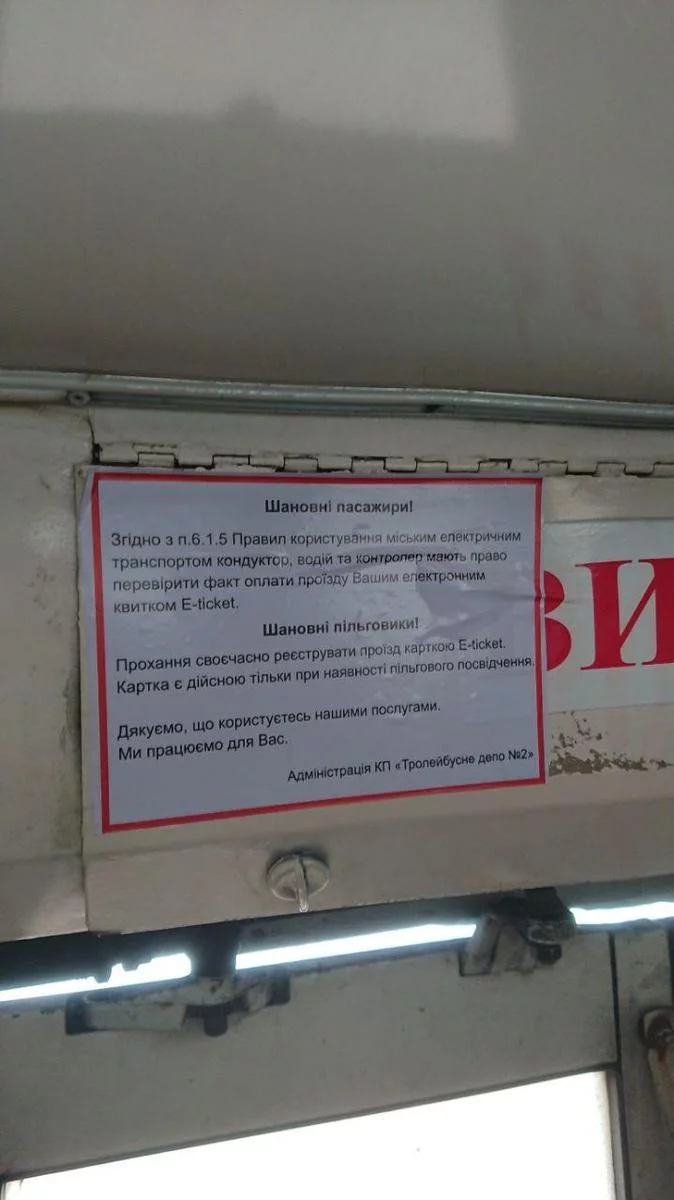 Шановні пасажири!
Згідно з п.6.1.5 Правил користування міським електричним
транспортом кондуктор, водій та контролер мають право
перевірити факт оплати проїзду Вашим електронним
квитком E-ticket.
Шановні пільговики!
Прохання своєчасно реєструвати проїзд карткою E-ticket.
Картка є дійсною тільки при наявності пільгового посвідчення.
Дякуємо, що користуєтесь нашими послугами.
Ми працюємо для Вас.
Адміністрація КП «Тролейбусне депо №2»
ВИ